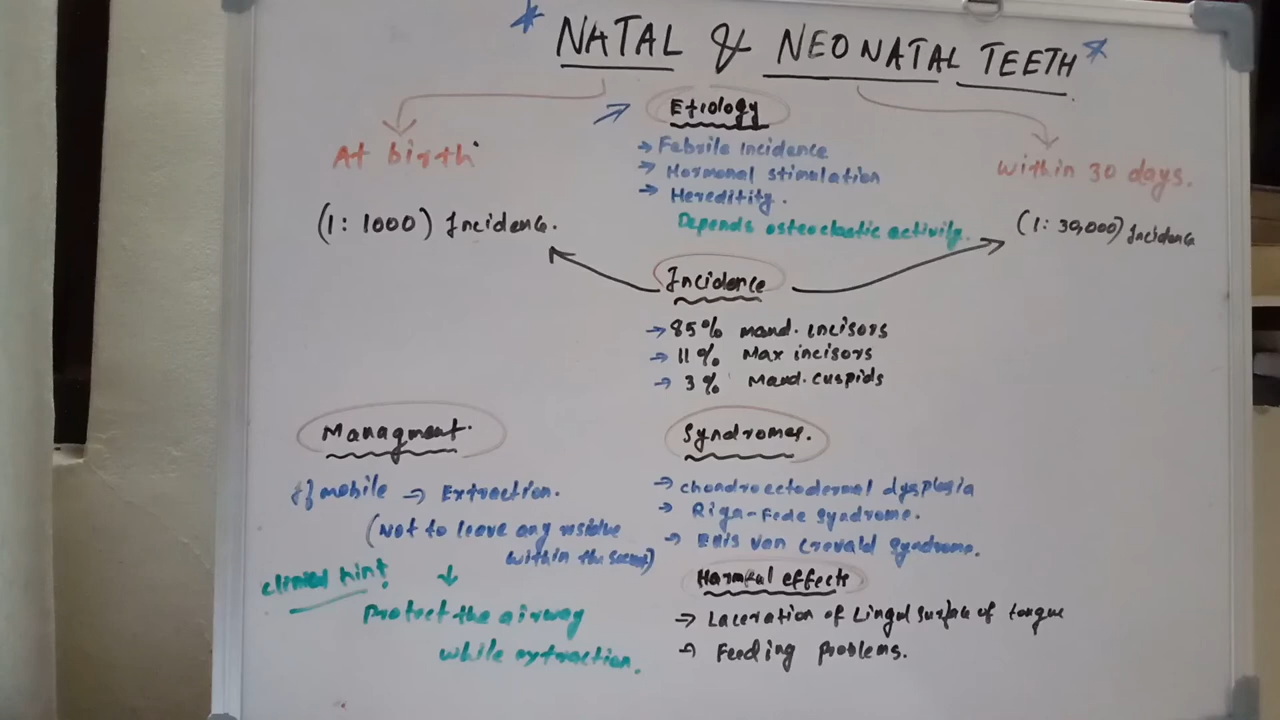 * NATAL & NEONATAL TEETH *
At birth
(1: 1000) Incidence.
Etiology
→ Febrile Incidence
→ Hormonal stimulation
→ Hereditity.
Depends osteoclastic activity.
within 30 days.
(1: 30,000) Incidence
Incidence
→ 85% mand. incisors
→ 11% Max incisors
→ 3% Mand. cuspids
Managment.
If mobile → Extraction.
(Not to leave any residue
within the socket)
clinical hint
↓
Protect the airway
while extraction.
Syndromes.
→ chondroectodermal dysplasia
→ Riga-Fede Syndrome.
→ Ellis van Crevald Syndrome.
Harmful effects
→ Laceration of Lingual Surface of tongue
→ Feeding problems.